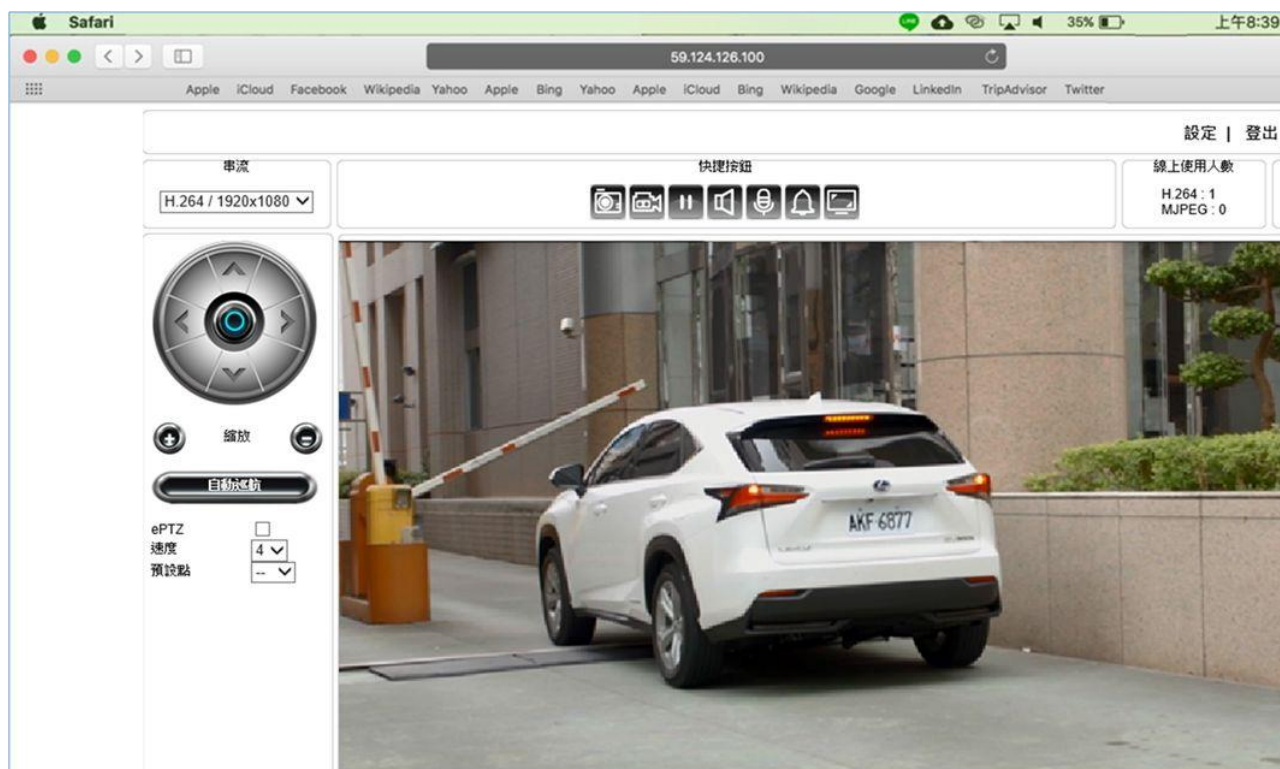 Safari
LINE
35%
上午8:39
59.124.126.100
Apple iCloud Facebook Wikipedia Yahoo Apple Bing Yahoo Apple iCloud Bing Wikipedia Google LinkedIn TripAdvisor Twitter
設定 | 登出
串流
快捷按鈕
線上使用人數
H.264 / 1920x1080
H.264 : 1
MJPEG : 0
縮放
自動巡航
ePTZ
速度 4
預設點 --
AKF 6877